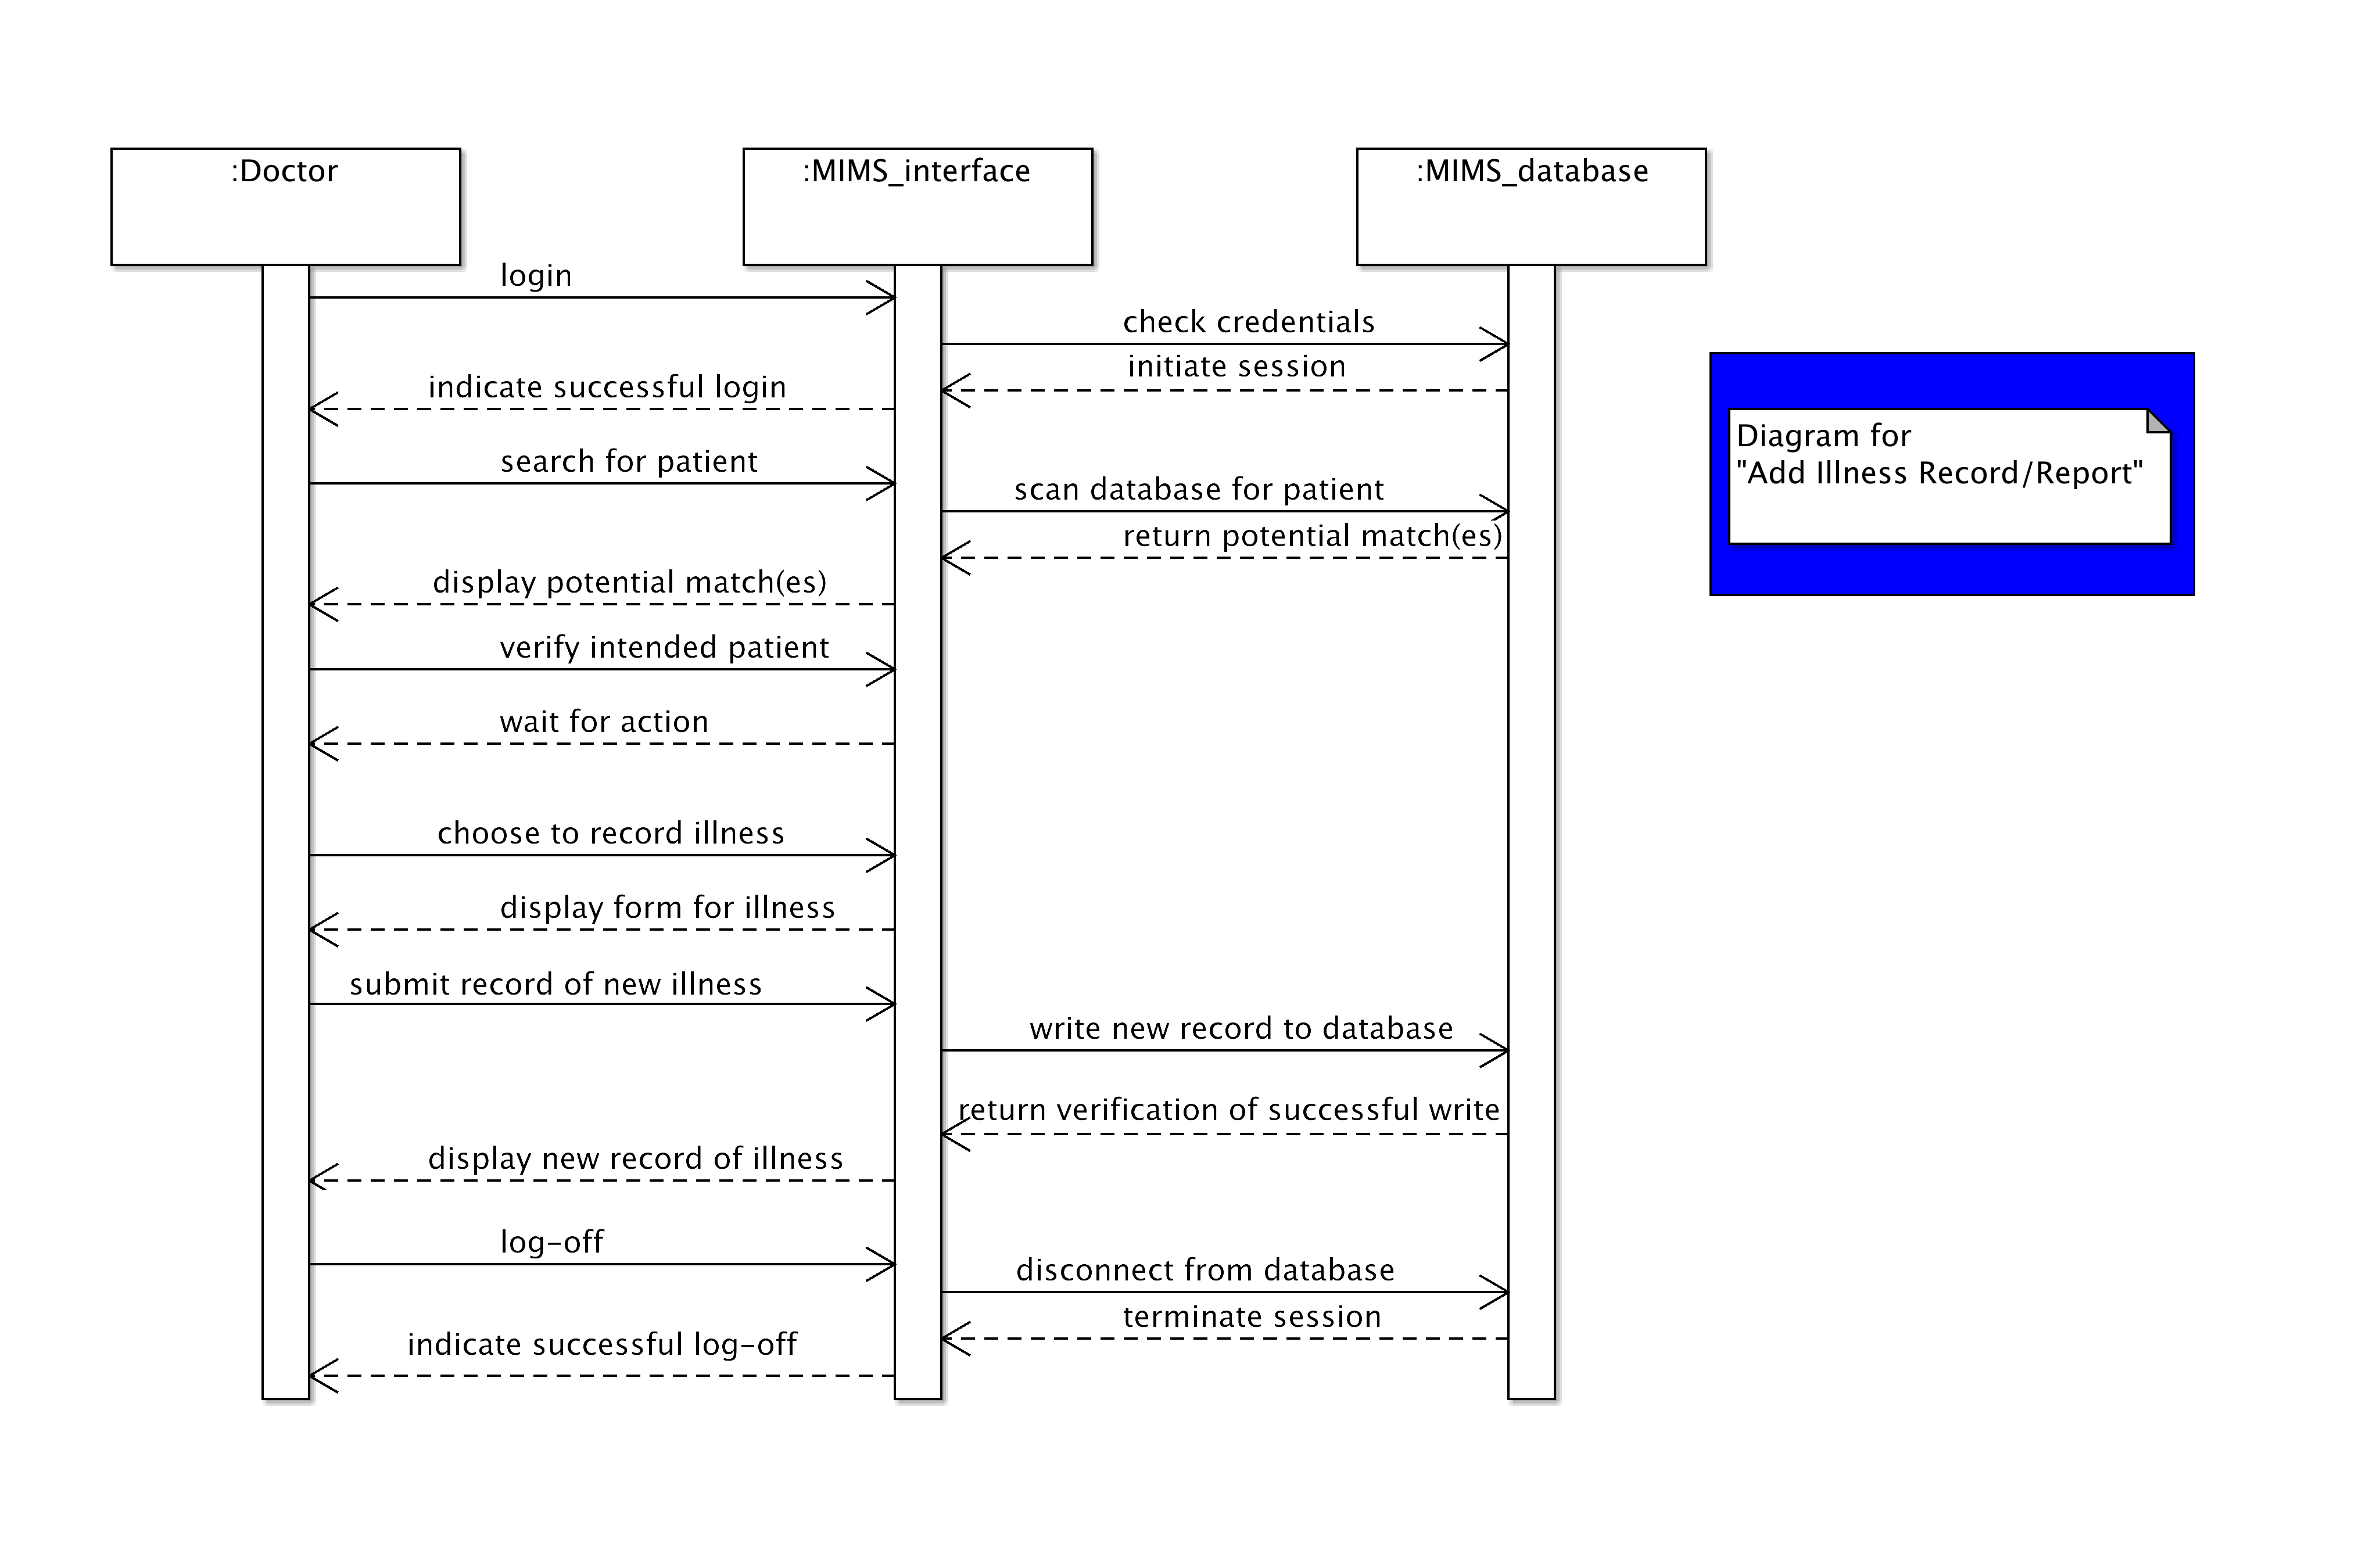 :Doctor
:MIMS_interface
:MIMS_database
login
check credentials
initiate session
indicate successful login
search for patient
scan database for patient
return potential match(es)
display potential match(es)
verify intended patient
wait for action
choose to record illness
display form for illness
submit record of new illness
write new record to database
return verification of successful write
display new record of illness
log-off
disconnect from database
terminate session
indicate successful log-off
Diagram for
"Add Illness Record/Report"